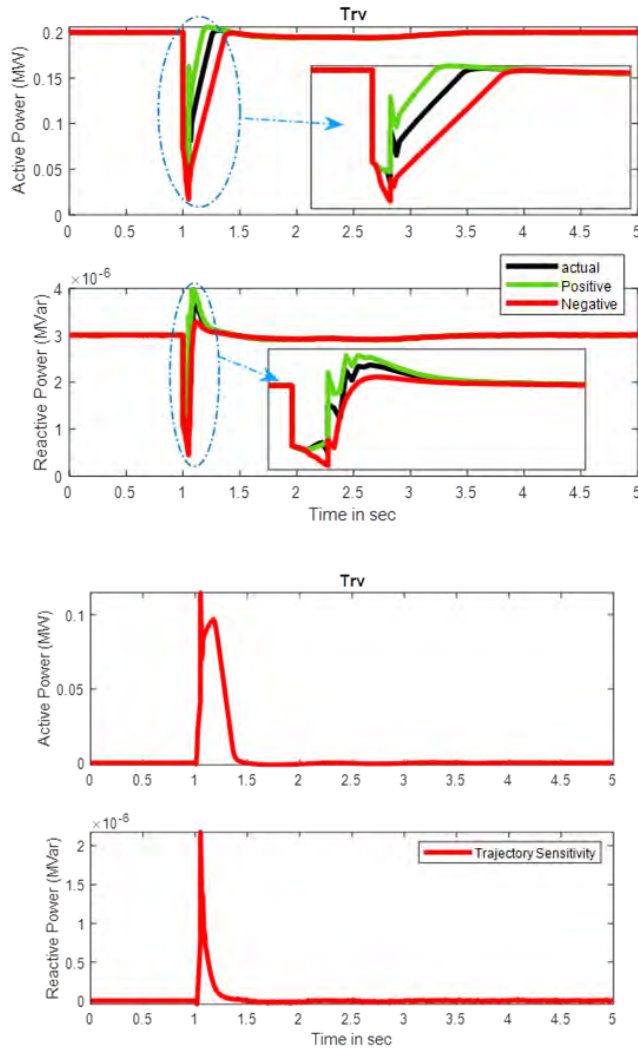 Trv
Active Power (MW)
0.2
0.15
0.1
0.05
0
0 0.5 1 1.5 2 2.5 3 3.5 4 4.5 5
×10-6
actual
Positive
Negative
Reactive Power (MVar)
4
3
2
1
0
0 0.5 1 1.5 2 2.5 3 3.5 4 4.5 5
Time in sec
Trv
Active Power (MW)
0.1
0.05
0
0 0.5 1 1.5 2 2.5 3 3.5 4 4.5 5
×10-6
Reactive Power (MVar)
Trajectory Sensitivity
2
1.5
1
0.5
0
0 0.5 1 1.5 2 2.5 3 3.5 4 4.5 5
Time in sec